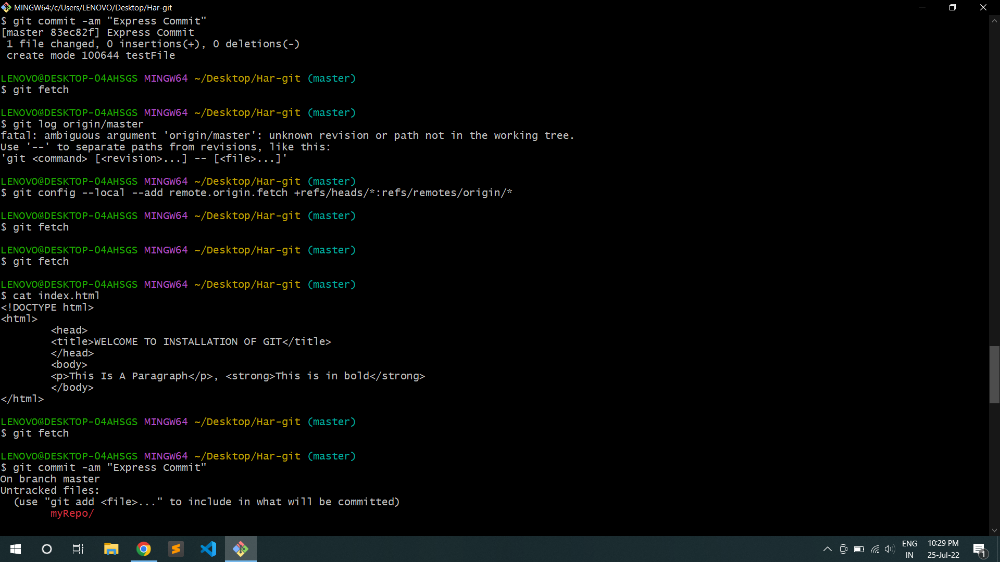 MINGW64:/c/Users/LENOVO/Desktop/Har-git
$ git commit -am "Express Commit"
[master 83ec82f] Express Commit
 1 file changed, 0 insertions(+), 0 deletions(-)
 create mode 100644 testFile
LENOVO@DESKTOP-O4AHSGS MINGW64 ~/Desktop/Har-git (master)
$ git fetch
LENOVO@DESKTOP-O4AHSGS MINGW64 ~/Desktop/Har-git (master)
$ git log origin/master
fatal: ambiguous argument 'origin/master': unknown revision or path not in the working tree.
Use '--' to separate paths from revisions, like this:
'git <command> [<revision>...] -- [<file>...]'
LENOVO@DESKTOP-O4AHSGS MINGW64 ~/Desktop/Har-git (master)
$ git config --local --add remote.origin.fetch +refs/heads/*:refs/remotes/origin/*
LENOVO@DESKTOP-O4AHSGS MINGW64 ~/Desktop/Har-git (master)
$ git fetch
LENOVO@DESKTOP-O4AHSGS MINGW64 ~/Desktop/Har-git (master)
$ git fetch
LENOVO@DESKTOP-O4AHSGS MINGW64 ~/Desktop/Har-git (master)
$ cat index.html
<!DOCTYPE html>
<html>
        <head>
        <title>WELCOME TO INSTALLATION OF GIT</title>
        </head>
        <body>
        <p>This Is A Paragraph</p>, <strong>This is in bold</strong>
        </body>
</html>
LENOVO@DESKTOP-O4AHSGS MINGW64 ~/Desktop/Har-git (master)
$ git fetch
LENOVO@DESKTOP-O4AHSGS MINGW64 ~/Desktop/Har-git (master)
$ git commit -am "Express Commit"
On branch master
Untracked files:
  (use "git add <file>..." to include in what will be committed)
        myRepo/
ENG
IN
10:29 PM
25-Jul-22
1